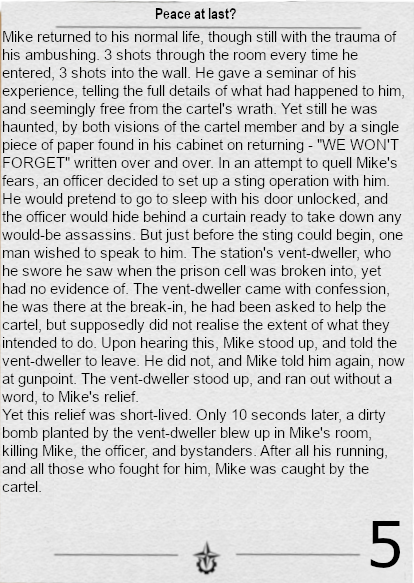 Peace at last?
Mike returned to his normal life, though still with the trauma of
his ambushing. 3 shots through the room every time he
entered, 3 shots into the wall. He gave a seminar of his
experience, telling the full details of what had happened to him,
and seemingly free from the cartel's wrath. Yet still he was
haunted, by both visions of the cartel member and by a single
piece of paper found in his cabinet on returning - "WE WON'T
FORGET" written over and over. In an attempt to quell Mike's
fears, an officer decided to set up a sting operation with him.
He would pretend to go to sleep with his door unlocked, and
the officer would hide behind a curtain ready to take down any
would-be assassins. But just before the sting could begin, one
man wished to speak to him. The station's vent-dweller, who
he swore he saw when the prison cell was broken into, yet
had no evidence of. The vent-dweller came with confession,
he was there at the break-in, he had been asked to help the
cartel, but supposedly did not realise the extent of what they
intended to do. Upon hearing this, Mike stood up, and told the
vent-dweller to leave. He did not, and Mike told him again, now
at gunpoint. The vent-dweller stood up, and ran out without a
word, to Mike's relief.
Yet this relief was short-lived. Only 10 seconds later, a dirty
bomb planted by the vent-dweller blew up in Mike's room,
killing Mike, the officer, and bystanders. After all his running,
and all those who fought for him, Mike was caught by the
cartel.
5